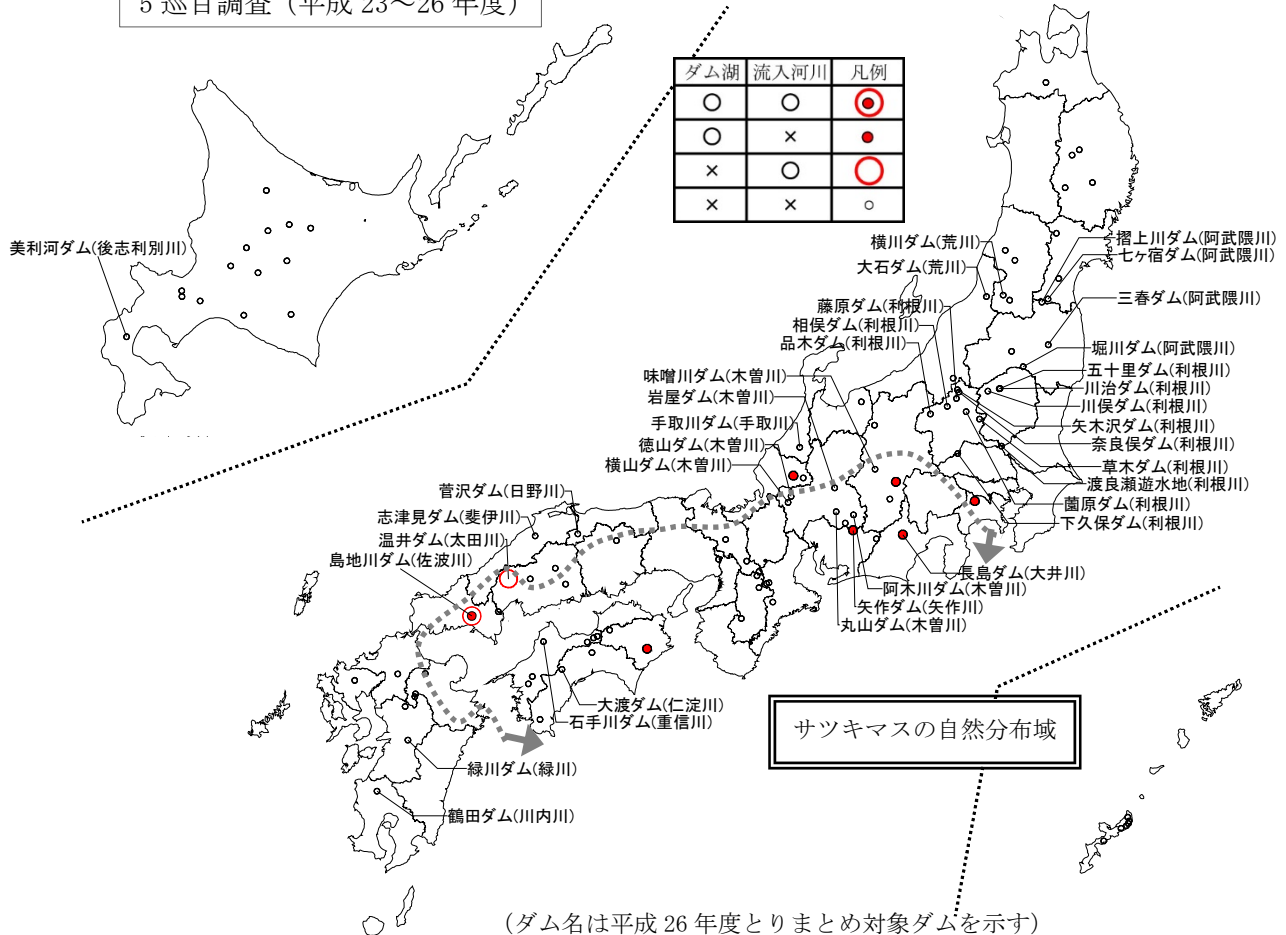 5 巡目調査（平成 23～26 年度）
ダム湖 流入河川 凡例
○ ○
○ ×
× ○
× ×
美利河ダム(後志利別川)
横川ダム(荒川)
大石ダム(荒川)
藤原ダム(利根川)
相俣ダム(利根川)
品木ダム(利根川)
味噌川ダム(木曽川)
岩屋ダム(木曽川)
手取川ダム(手取川)
徳山ダム(木曽川)
横山ダム(木曽川)
菅沢ダム(日野川)
志津見ダム(斐伊川)
温井ダム(太田川)
島地川ダム(佐波川)
摺上川ダム(阿武隈川)
七ヶ宿ダム(阿武隈川)
三春ダム(阿武隈川)
堀川ダム(阿武隈川)
五十里ダム(利根川)
川治ダム(利根川)
川俣ダム(利根川)
矢木沢ダム(利根川)
奈良俣ダム(利根川)
草木ダム(利根川)
渡良瀬遊水地(利根川)
薗原ダム(利根川)
下久保ダム(利根川)
長島ダム(大井川)
阿木川ダム(木曽川)
矢作ダム(矢作川)
丸山ダム(木曽川)
大渡ダム(仁淀川)
石手川ダム(重信川)
緑川ダム(緑川)
鶴田ダム(川内川)
サツキマスの自然分布域
(ダム名は平成 26 年度とりまとめ対象ダムを示す)